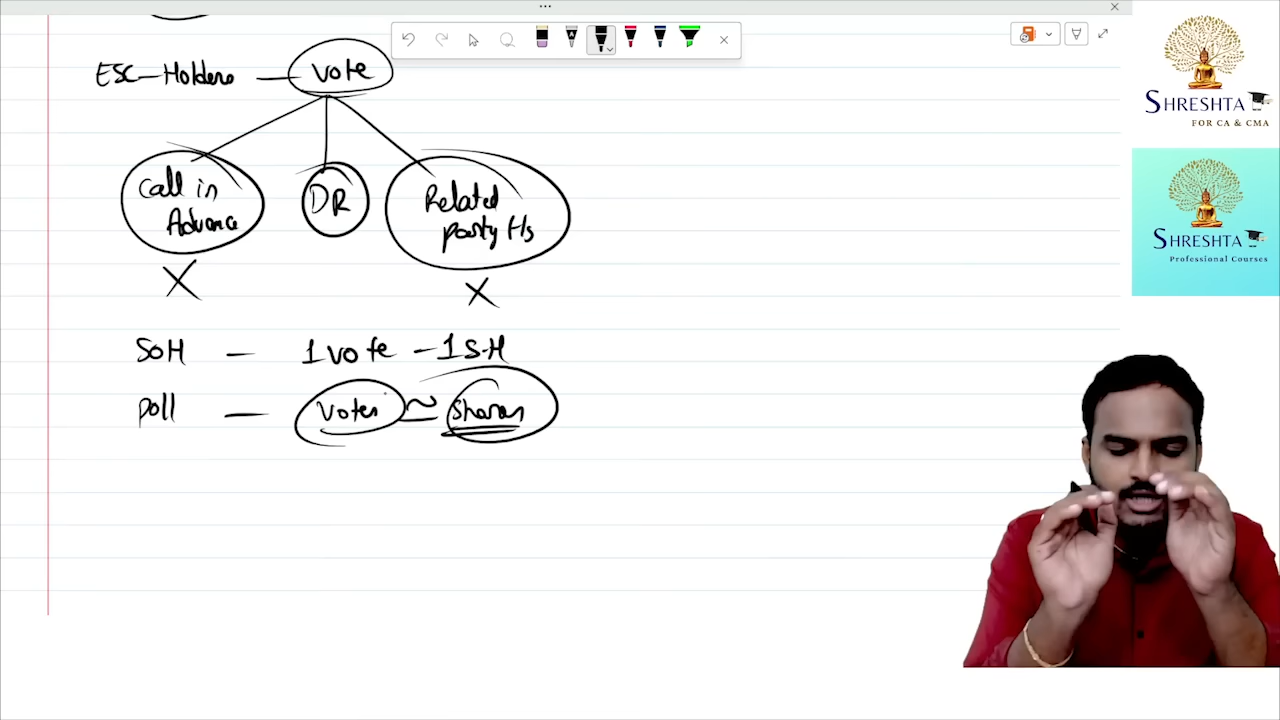 ESC-Holders — vote
Call in
Advance
DR
Related
party Hs
X
X
SOH — 1 vote - 1 S.H
poll — Votes ≈ Shares
SHRESHTA
FOR CA & CMA
SHRESHTA
Professional Courses